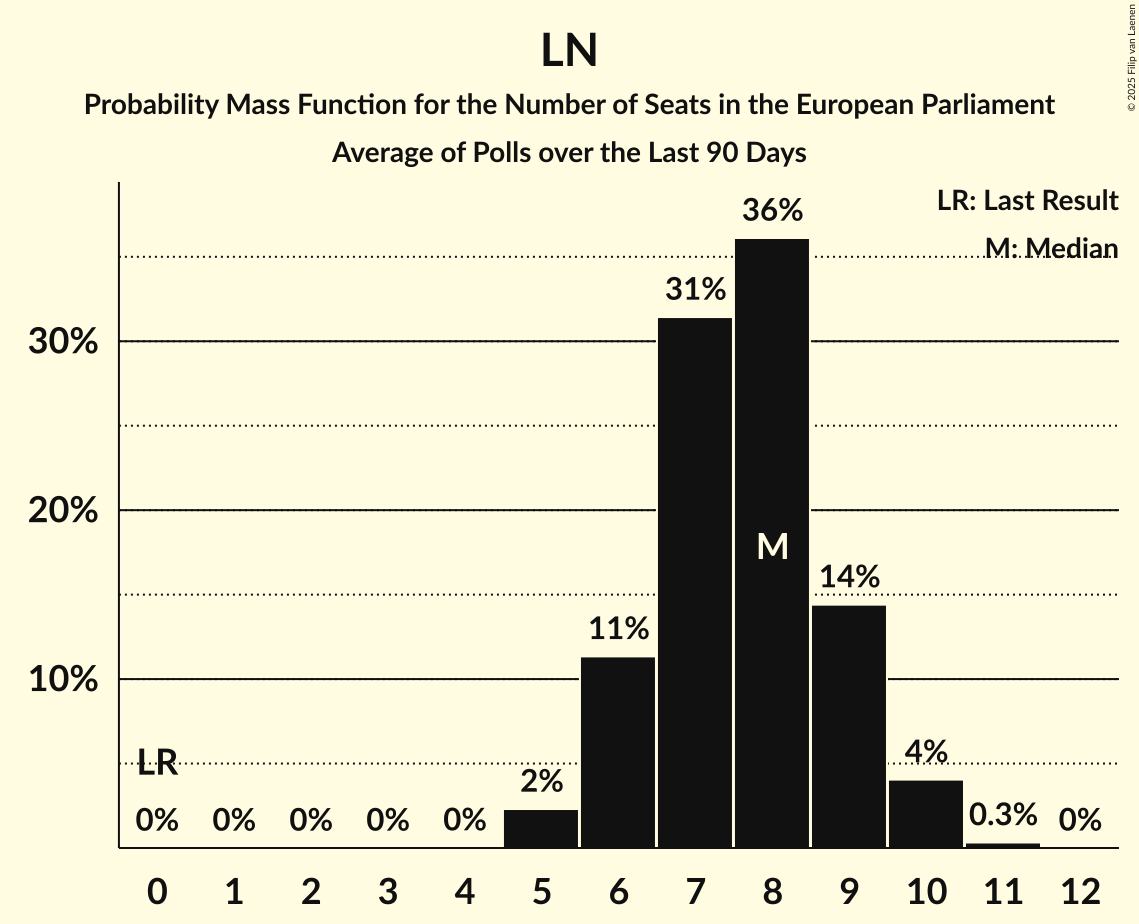 LN
Probability Mass Function for the Number of Seats in the European Parliament
Average of Polls over the Last 90 Days
© 2025 Filip van Laenen
LR: Last Result
M: Median
36%
31%
30%
20%
M
14%
11%
10%
LR
4%
2%
0% 0% 0% 0% 0% 0.3% 0%
0 1 2 3 4 5 6 7 8 9 10 11 12